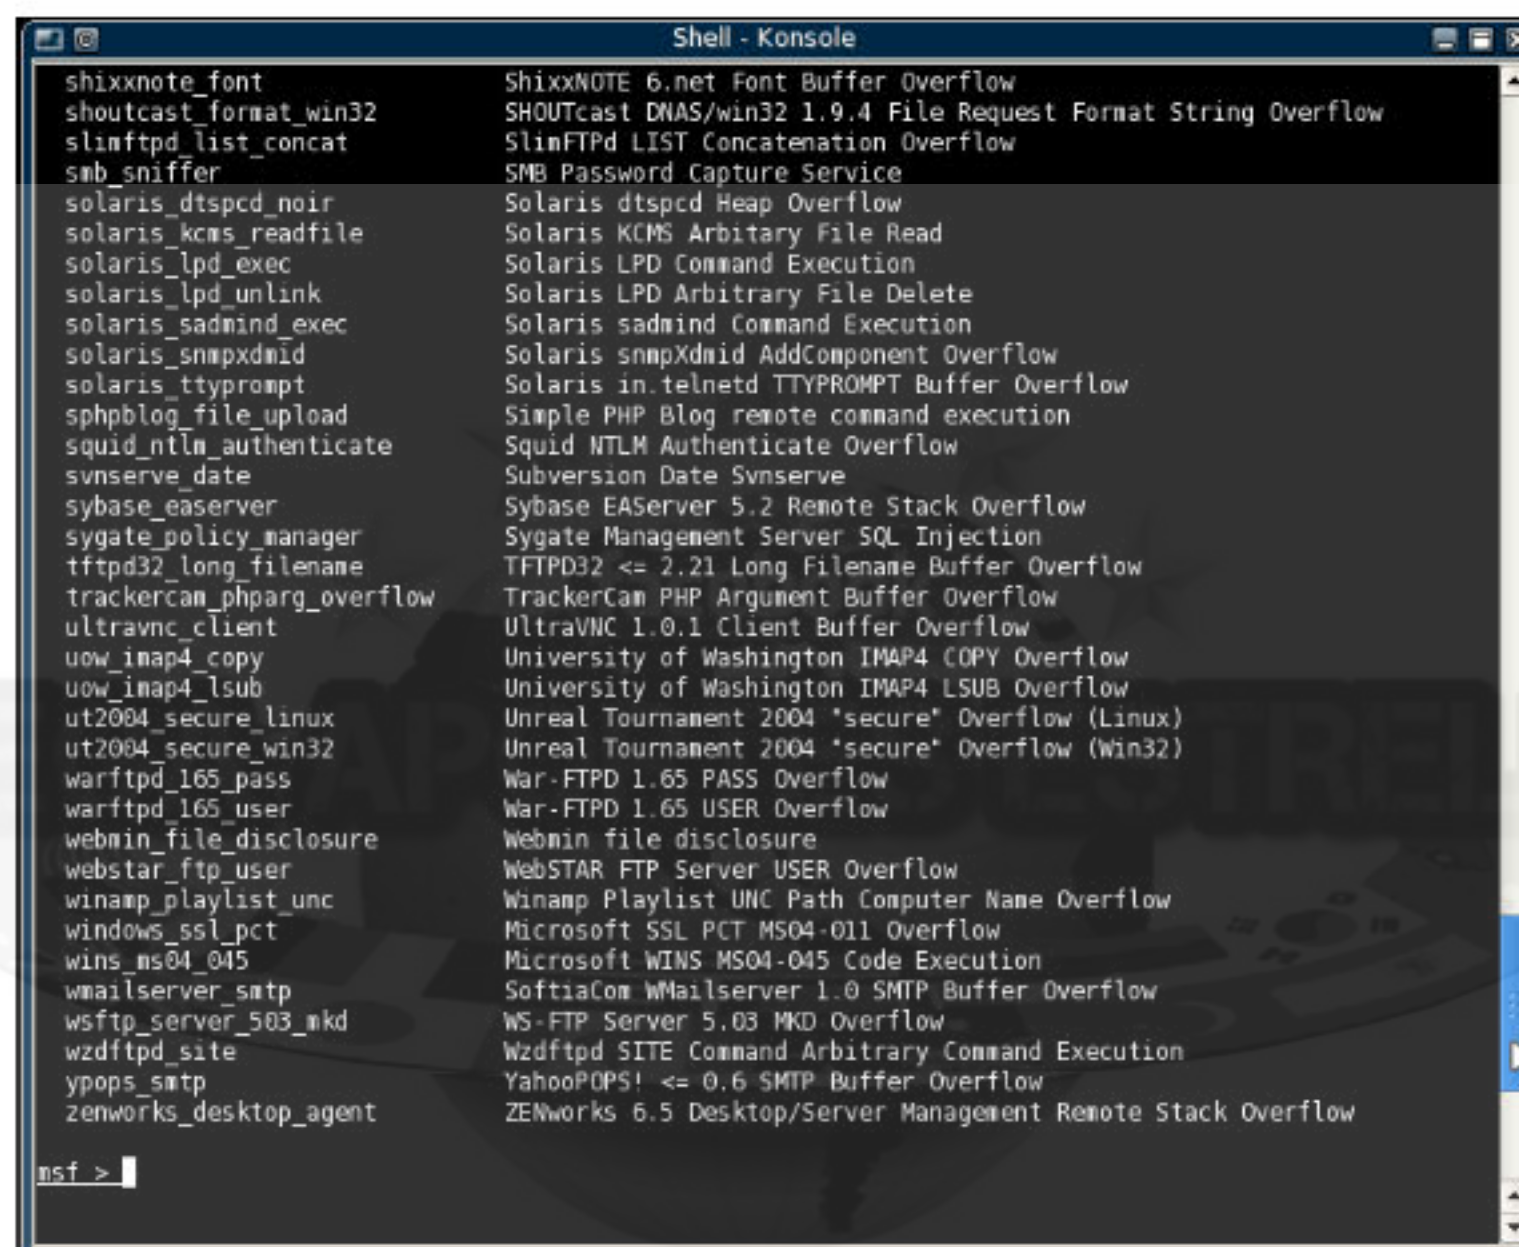 Shell - Konsole
shixxnote_font ShixxNOTE 6.net Font Buffer Overflow
shoutcast_format_win32 SHOUTcast DNAS/win32 1.9.4 File Request Format String Overflow
slimftpd_list_concat SlimFTPd LIST Concatenation Overflow
smb_sniffer SMB Password Capture Service
solaris_dtspcd_noir Solaris dtspcd Heap Overflow
solaris_kcms_readfile Solaris KCMS Arbitary File Read
solaris_lpd_exec Solaris LPD Command Execution
solaris_lpd_unlink Solaris LPD Arbitrary File Delete
solaris_sadmind_exec Solaris sadmind Command Execution
solaris_snmpxdmid Solaris snmpXdmid AddComponent Overflow
solaris_ttyprompt Solaris in.telnetd TTYPROMPT Buffer Overflow
sphpblog_file_upload Simple PHP Blog remote command execution
squid_ntlm_authenticate Squid NTLM Authenticate Overflow
svnserve_date Subversion Date Svnserve
sybase_easerver Sybase EAServer 5.2 Remote Stack Overflow
sygate_policy_manager Sygate Management Server SQL Injection
tftpd32_long_filename TFTPD32 <= 2.21 Long Filename Buffer Overflow
trackercam_phparg_overflow TrackerCam PHP Argument Buffer Overflow
ultravnc_client UltraVNC 1.0.1 Client Buffer Overflow
uow_imap4_copy University of Washington IMAP4 COPY Overflow
uow_imap4_lsub University of Washington IMAP4 LSUB Overflow
ut2004_secure_linux Unreal Tournament 2004 "secure" Overflow (Linux)
ut2004_secure_win32 Unreal Tournament 2004 "secure" Overflow (Win32)
warftpd_165_pass War-FTPD 1.65 PASS Overflow
warftpd_165_user War-FTPD 1.65 USER Overflow
webmin_file_disclosure Webmin file disclosure
webstar_ftp_user WebSTAR FTP Server USER Overflow
winamp_playlist_unc Winamp Playlist UNC Path Computer Name Overflow
windows_ssl_pct Microsoft SSL PCT MS04-011 Overflow
wins_ms04_045 Microsoft WINS MS04-045 Code Execution
wmailserver_smtp SoftiaCom WMailserver 1.0 SMTP Buffer Overflow
wsftp_server_503_mkd WS-FTP Server 5.03 MKD Overflow
wzdftpd_site Wzdftpd SITE Command Arbitrary Command Execution
ypops_smtp YahooPOPS! <= 0.6 SMTP Buffer Overflow
zenworks_desktop_agent ZENworks 6.5 Desktop/Server Management Remote Stack Overflow
msf >